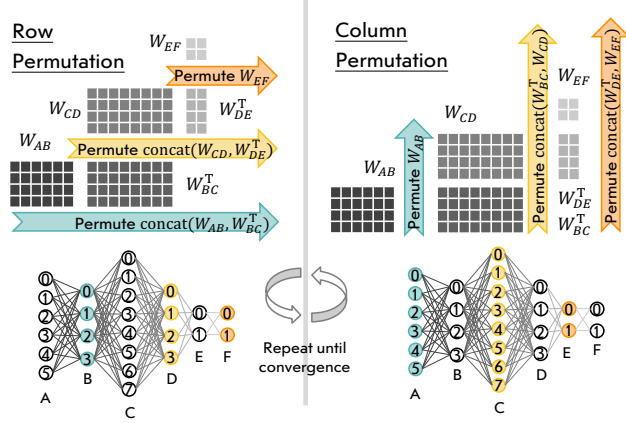 Row
Permutation
W_EF
Permute W_EF
W_CD
W_DE^T
W_AB
Permute concat(W_CD, W_DE^T)
W_BC^T
Permute concat(W_AB, W_BC^T)
0
1
2
3
4
5
A
0
1
2
3
B
0
1
2
3
4
5
6
7
C
0
1
2
3
D
0
1
E
0
1
F
Repeat until
convergence
Column
Permutation
W_EF
W_CD
W_AB
Permute W_AB
Permute concat(W_BC^T, W_CD)
Permute concat(W_DE^T, W_EF)
W_DE^T
W_BC^T
0
1
2
3
4
5
A
0
1
2
3
B
0
1
2
3
4
5
6
7
C
0
1
2
3
D
0
1
E
0
1
F